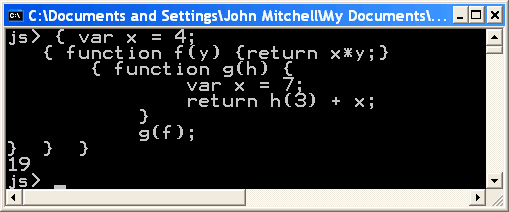 C:\Documents and Settings\John Mitchell\My Documents\...
js> { var x = 4;
   { function f(y) {return x*y;}
       { function g(h) {
               var x = 7;
               return h(3) + x;
           }
           g(f);
}  }  }
19
js>